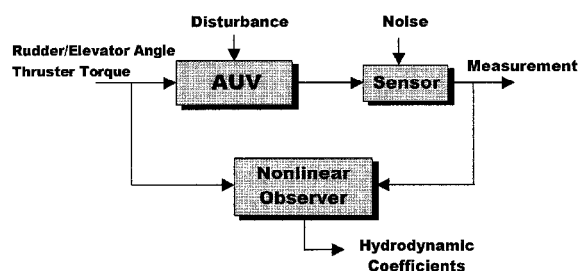 Disturbance
Noise
Rudder/Elevator Angle
Thruster Torque
AUV
Sensor
Measurement
Nonlinear
Observer
Hydrodynamic
Coefficients